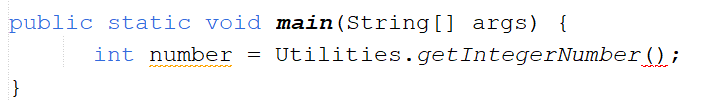 public static void main(String[] args) {
int number = Utilities.getIntegerNumber();
}